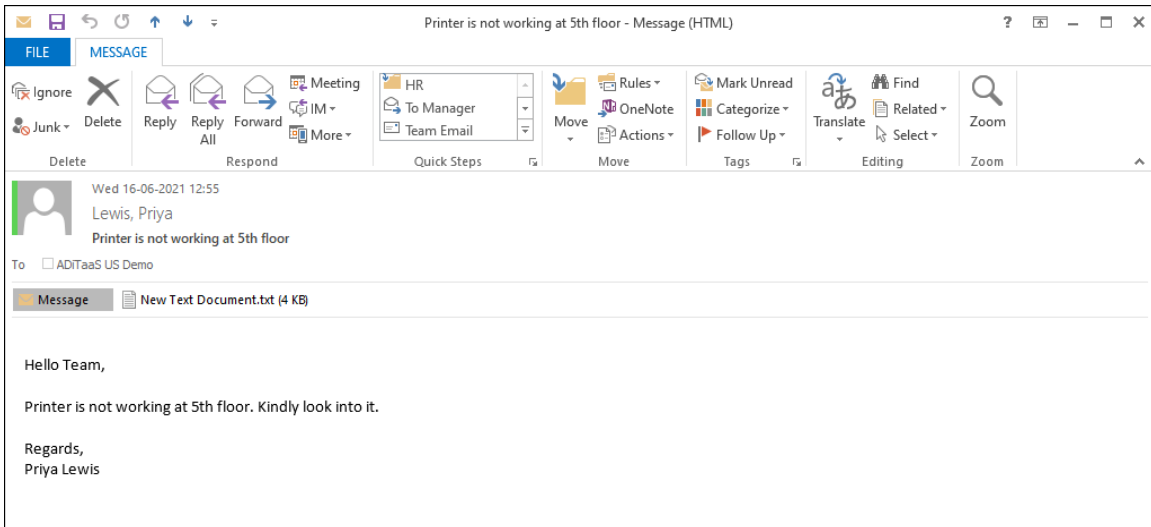 Printer is not working at 5th floor - Message (HTML)
FILE
MESSAGE
Ignore
Junk
Delete
Reply
Reply All
Forward
Meeting
IM
More
HR
To Manager
Team Email
Move
Rules
OneNote
Actions
Mark Unread
Categorize
Follow Up
Translate
Find
Related
Select
Zoom
Delete
Respond
Quick Steps
Move
Tags
Editing
Zoom
Wed 16-06-2021 12:55
Lewis, Priya
Printer is not working at 5th floor
To ADiTaaS US Demo
Message New Text Document.txt (4 KB)
Hello Team,
Printer is not working at 5th floor. Kindly look into it.
Regards,
Priya Lewis